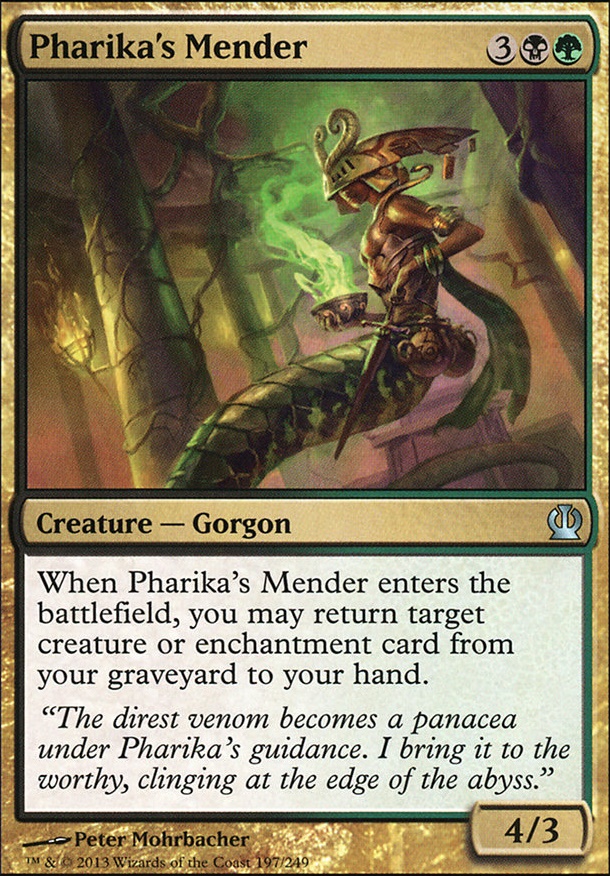 Pharika's Mender 3
Creature — Gorgon
When Pharika's Mender enters the
battlefield, you may return target
creature or enchantment card from
your graveyard to your hand.
“The direst venom becomes a panacea
under Pharika's guidance. I bring it to the
worthy, clinging at the edge of the abyss.”
4/3
Peter Mohrbacher
™ & © 2013 Wizards of the Coast 197/249